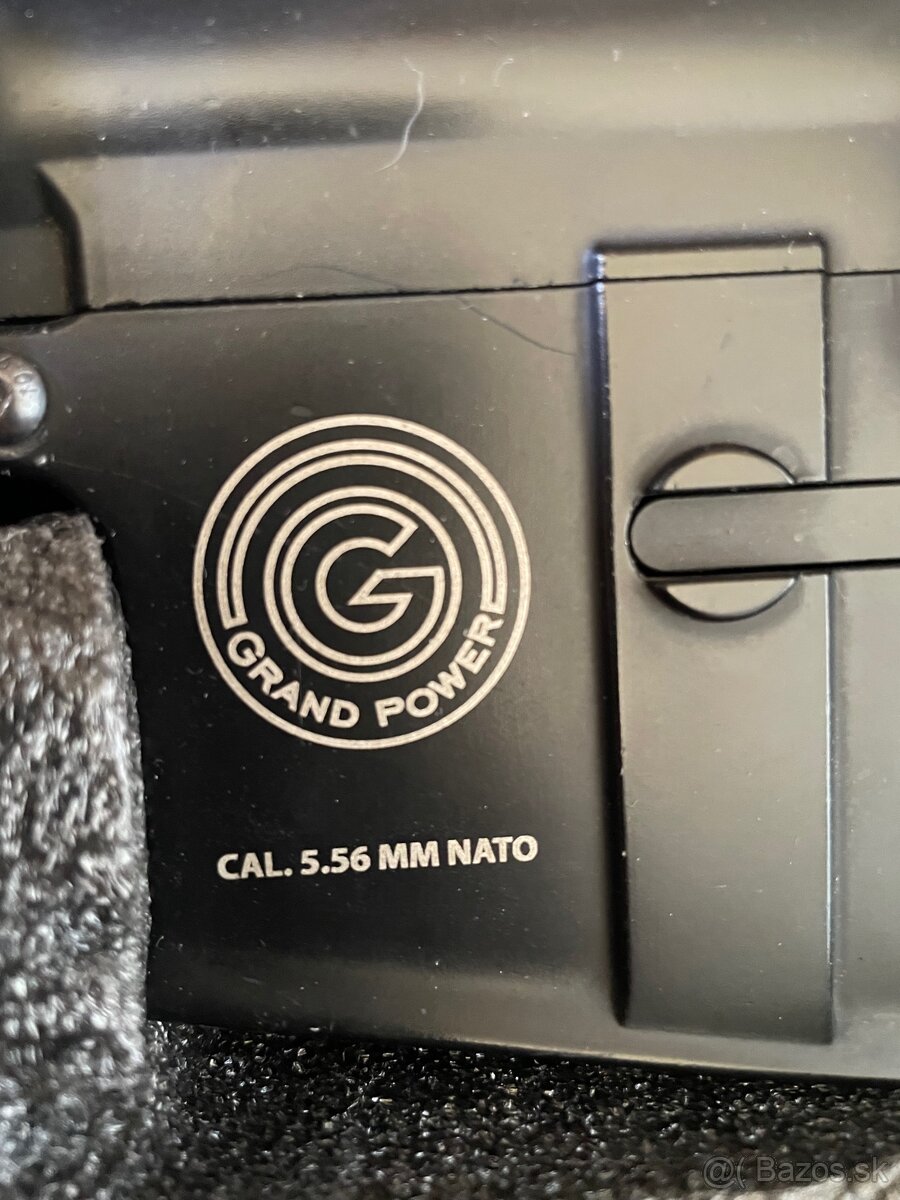 G
GRAND POWER
CAL. 5.56 MM NATO
@( Bazos.sk